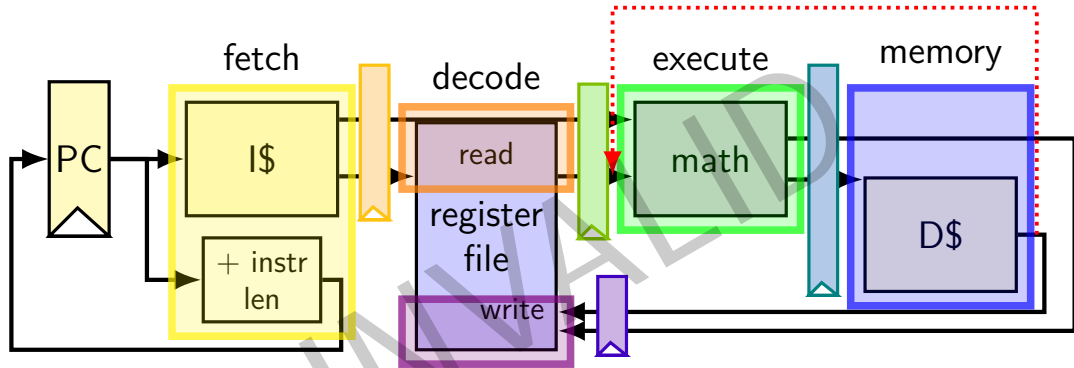 fetch
decode
execute
memory
PC
I$
read
math
register
file
D$
+ instr
len
write
INVALID